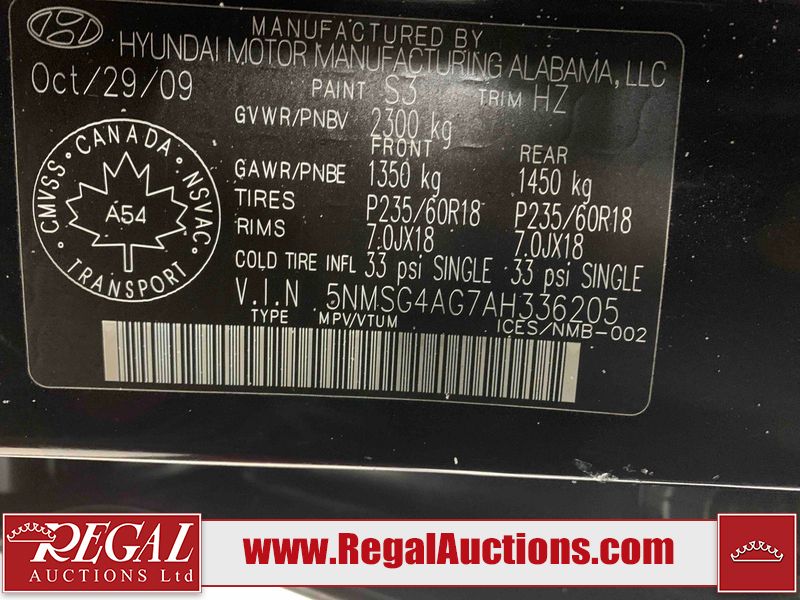 MANUFACTURED BY
HYUNDAI MOTOR MANUFACTURING ALABAMA, LLC
Oct/29/09 PAINT S3 TRIM HZ
GVWR/PNBV 2300 kg
FRONT REAR
GAWR/PNBE 1350 kg 1450 kg
TIRES P235/60R18 P235/60R18
RIMS 7.0JX18 7.0JX18
COLD TIRE INFL 33 psi SINGLE 33 psi SINGLE
V.I.N 5NMSG4AG7AH336205
TYPE MPV/VTUM ICES/NMB-002
CMVSS • CANADA • NSVAC • TRANSPORT •
A54
REGAL
AUCTIONS Ltd
www.RegalAuctions.com